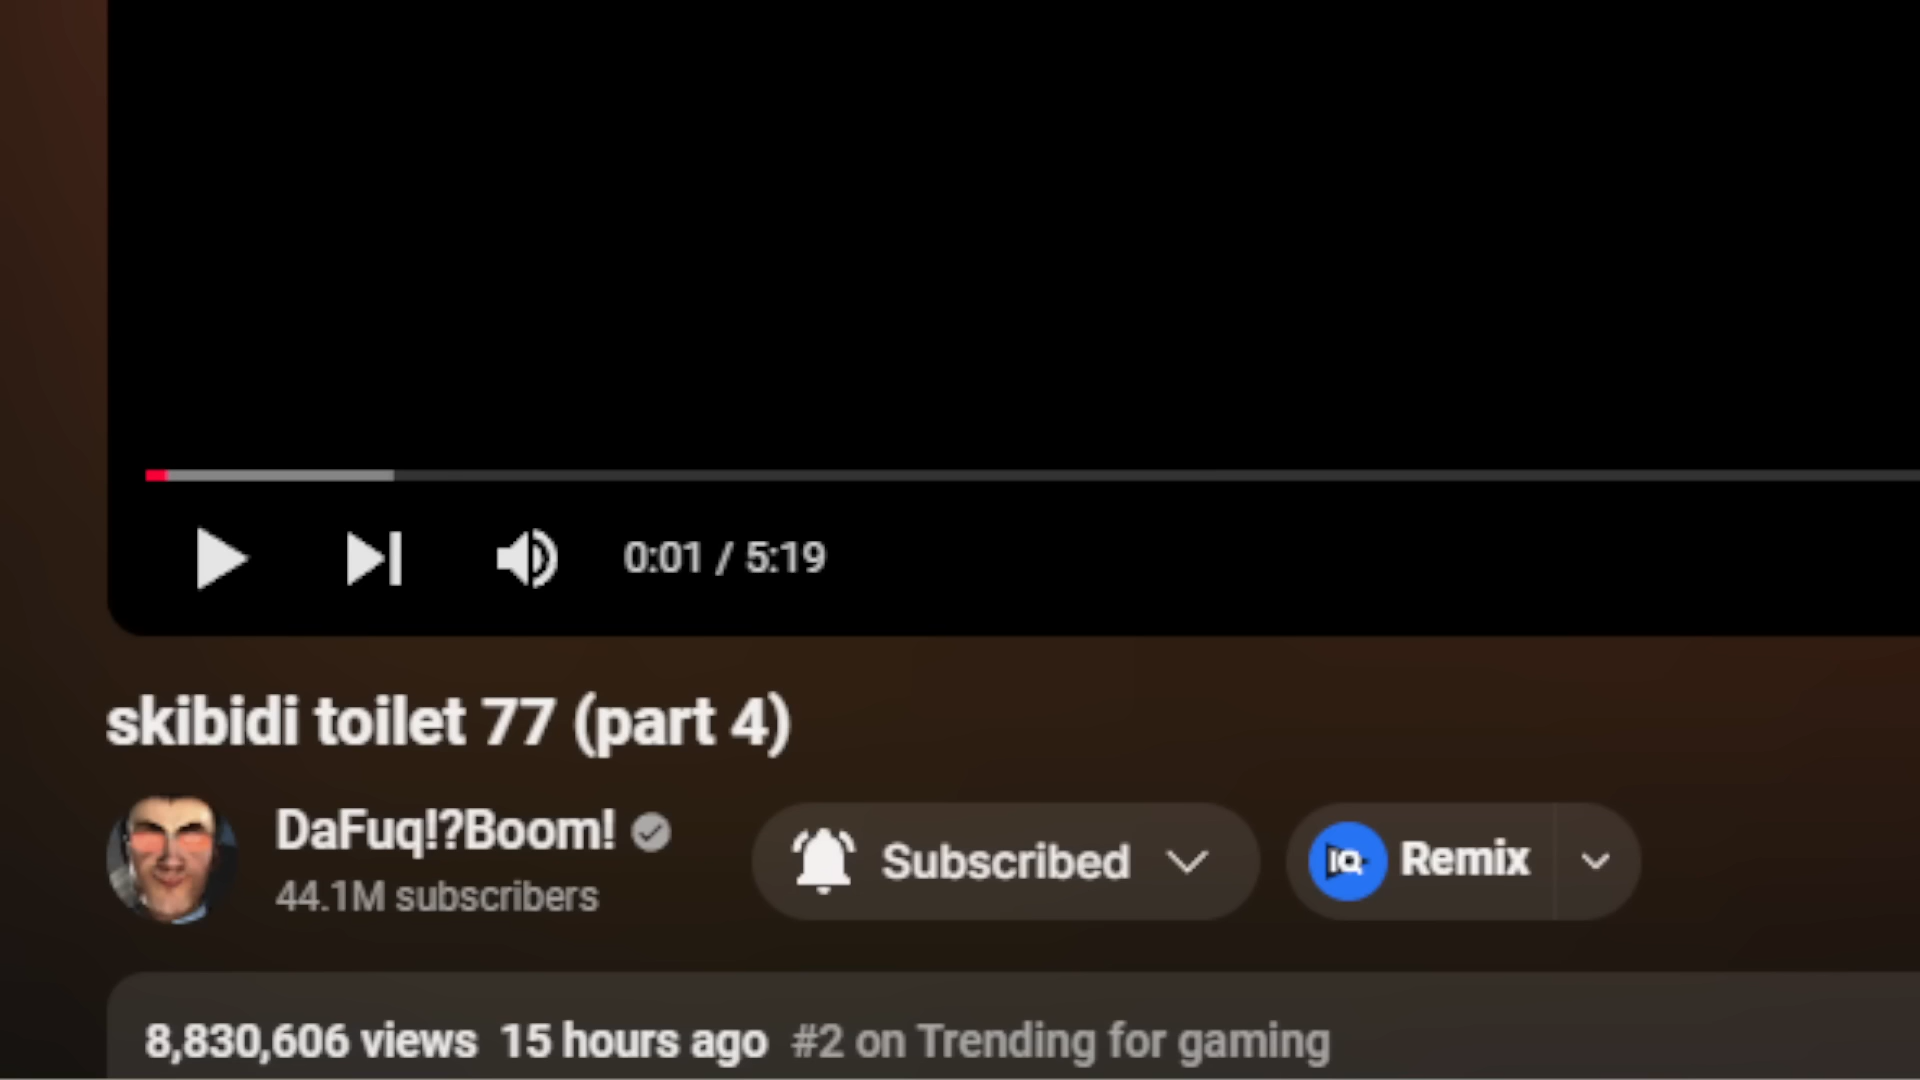 0:01 / 5:19
skibidi toilet 77 (part 4)
DaFuq!?Boom!
44.1M subscribers
Subscribed
IQ Remix
8,830,606 views 15 hours ago #2 on Trending for gaming